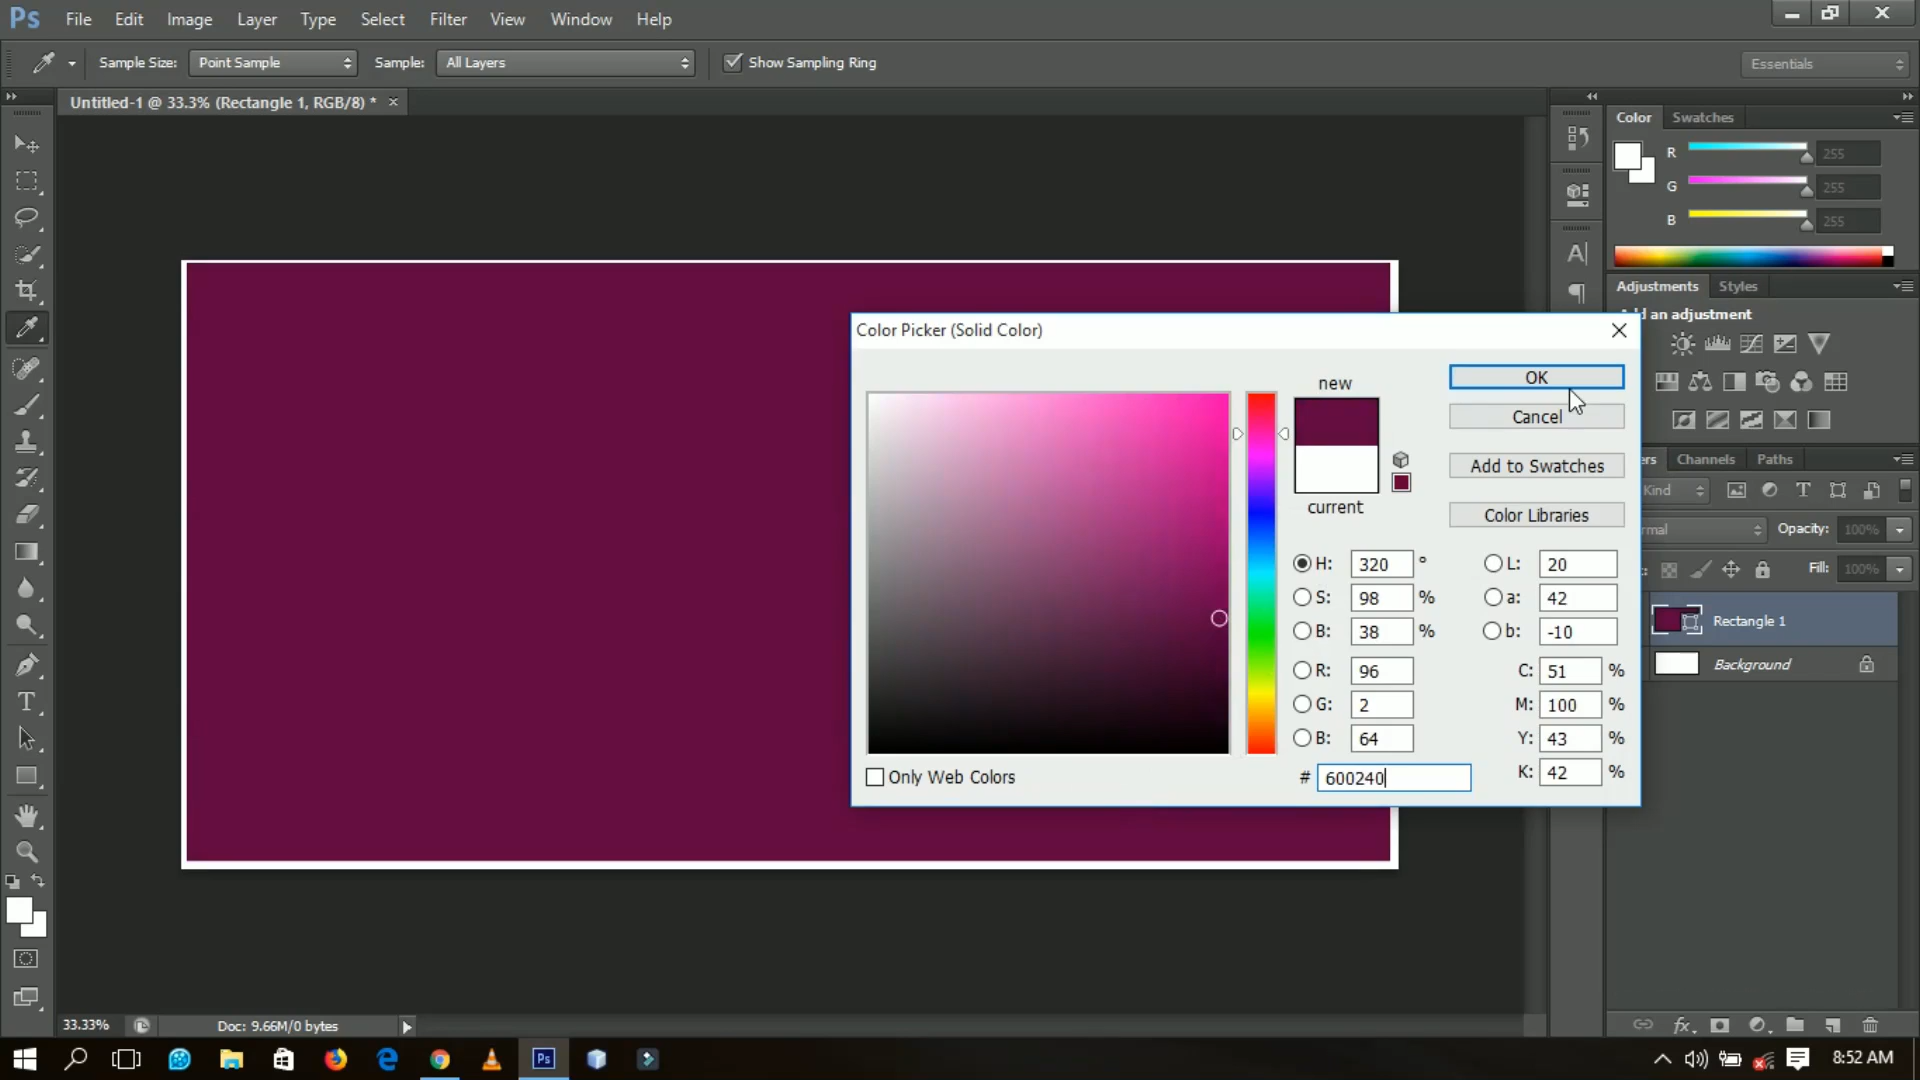 Ps File Edit Image Layer Type Select Filter View Window Help
Sample Size: Point Sample Sample: All Layers Show Sampling Ring Essentials
Untitled-1 @ 33.3% (Rectangle 1, RGB/8) * ×
Color Swatches
R 255
G 255
B 255
Adjustments Styles
d an adjustment
Color Picker (Solid Color)
new
OK
Cancel
Add to Swatches
current
Color Libraries
H: 320 °
L: 20
S: 98 %
a: 42
B: 38 %
b: -10
R: 96
C: 51 %
G: 2
M: 100 %
B: 64
Y: 43 %
# 600240
K: 42 %
Only Web Colors
ers Channels Paths
Kind
mal Opacity: 100%
Fill: 100%
Rectangle 1
Background
33.33% Doc: 9.66M/0 bytes
Ps
8:52 AM